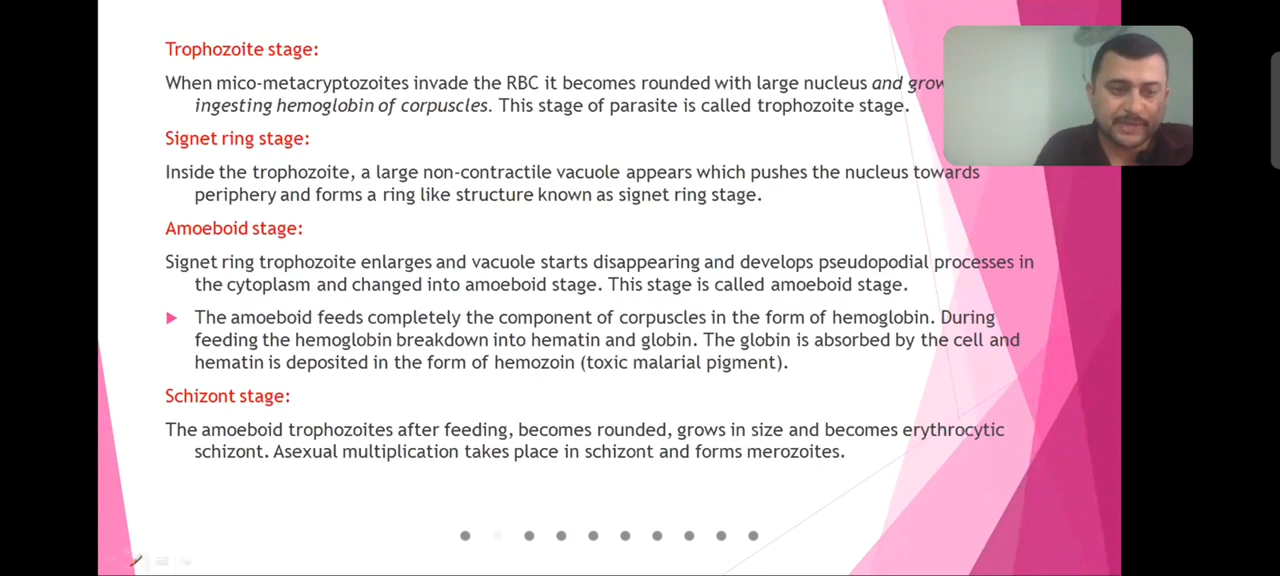 Trophozoite stage:
When mico-metacryptozoites invade the RBC it becomes rounded with large nucleus and grow
ingesting hemoglobin of corpuscles. This stage of parasite is called trophozoite stage.
Signet ring stage:
Inside the trophozoite, a large non-contractile vacuole appears which pushes the nucleus towards
periphery and forms a ring like structure known as signet ring stage.
Amoeboid stage:
Signet ring trophozoite enlarges and vacuole starts disappearing and develops pseudopodial processes in
the cytoplasm and changed into amoeboid stage. This stage is called amoeboid stage.
The amoeboid feeds completely the component of corpuscles in the form of hemoglobin. During
feeding the hemoglobin breakdown into hematin and globin. The globin is absorbed by the cell and
hematin is deposited in the form of hemozoin (toxic malarial pigment).
Schizont stage:
The amoeboid trophozoites after feeding, becomes rounded, grows in size and becomes erythrocytic
schizont. Asexual multiplication takes place in schizont and forms merozoites.